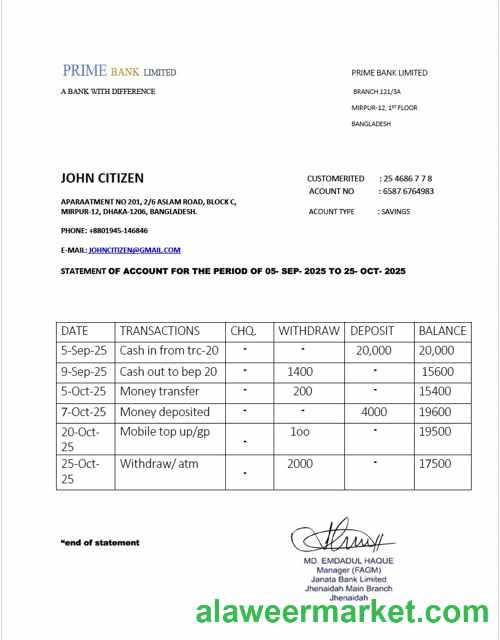 PRIME BANK LIMITED
A BANK WITH DIFFERENCE
PRIME BANK LIMITED
BRANCH 121/3A
MIRPUR-12, 1ST FLOOR
BANGLADESH
JOHN CITIZEN
APARAATMENT NO 201, 2/6 ASLAM ROAD, BLOCK C,
MIRPUR-12, DHAKA-1206, BANGLADESH.
PHONE: +8801945-146846
E-MAIL: JOHNCITIZEN@GMAIL.COM
CUSTOMERITED : 25 4686 7 7 8
ACOUNT NO : 6587 6764983
ACOUNT TYPE : SAVINGS
STATEMENT OF ACCOUNT FOR THE PERIOD OF 05- SEP- 2025 TO 25- OCT- 2025
DATE TRANSACTIONS CHQ. WITHDRAW DEPOSIT BALANCE
5-Sep-25 Cash in from trc-20 - - 20,000 20,000
9-Sep-25 Cash out to bep 20 - 1400 - 15600
5-Oct-25 Money transfer - 200 - 15400
7-Oct-25 Money deposited - - 4000 19600
20-Oct-25 Mobile top up/gp - 1oo - 19500
25-Oct-25 Withdraw/ atm - 2000 - 17500
*end of statement
MD. EMDADUL HAQUE
Manager (FAGM)
Janata Bank Limited
Jhenaidah Main Branch
Jhenaidah
alaweermarket.com